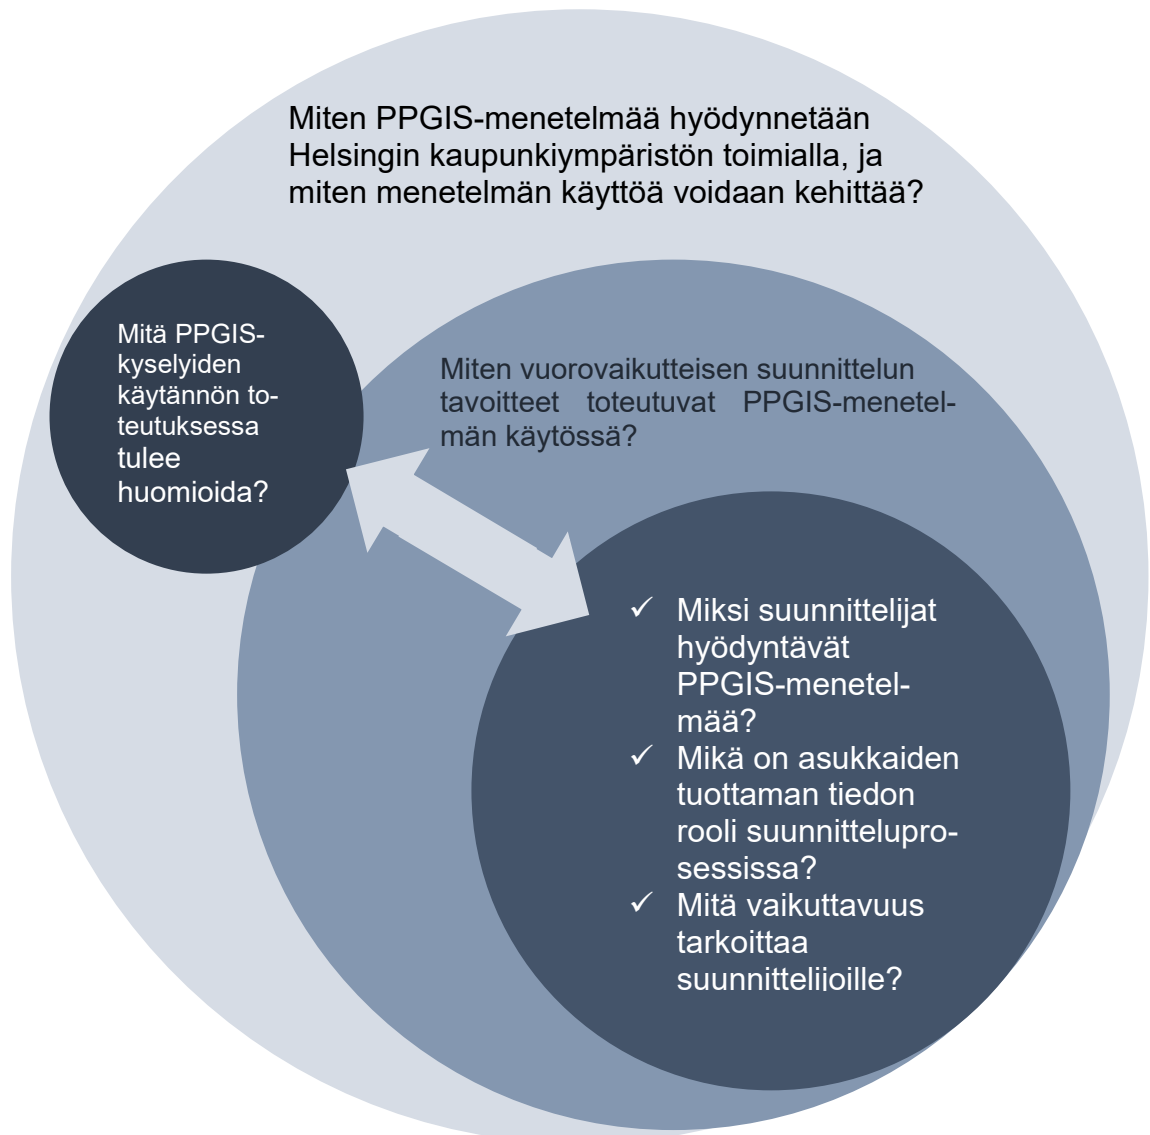 Miten PPGIS-menetelmää hyödynnetään
Helsingin kaupunkiympäristön toimialla, ja
miten menetelmän käyttöä voidaan kehittää?
Mitä PPGIS-
kyselyiden
käytännön to-
teutuksessa
tulee
huomioida?
Miten vuorovaikutteisen suunnittelun
tavoitteet toteutuvat PPGIS-menetel-
män käytössä?
✓ Miksi suunnittelijat
hyödyntävät
PPGIS-menetel-
mää?
✓ Mikä on asukkaiden
tuottaman tiedon
rooli suunnittelupro-
sessissa?
✓ Mitä vaikuttavuus
tarkoittaa
suunnittelijoille?